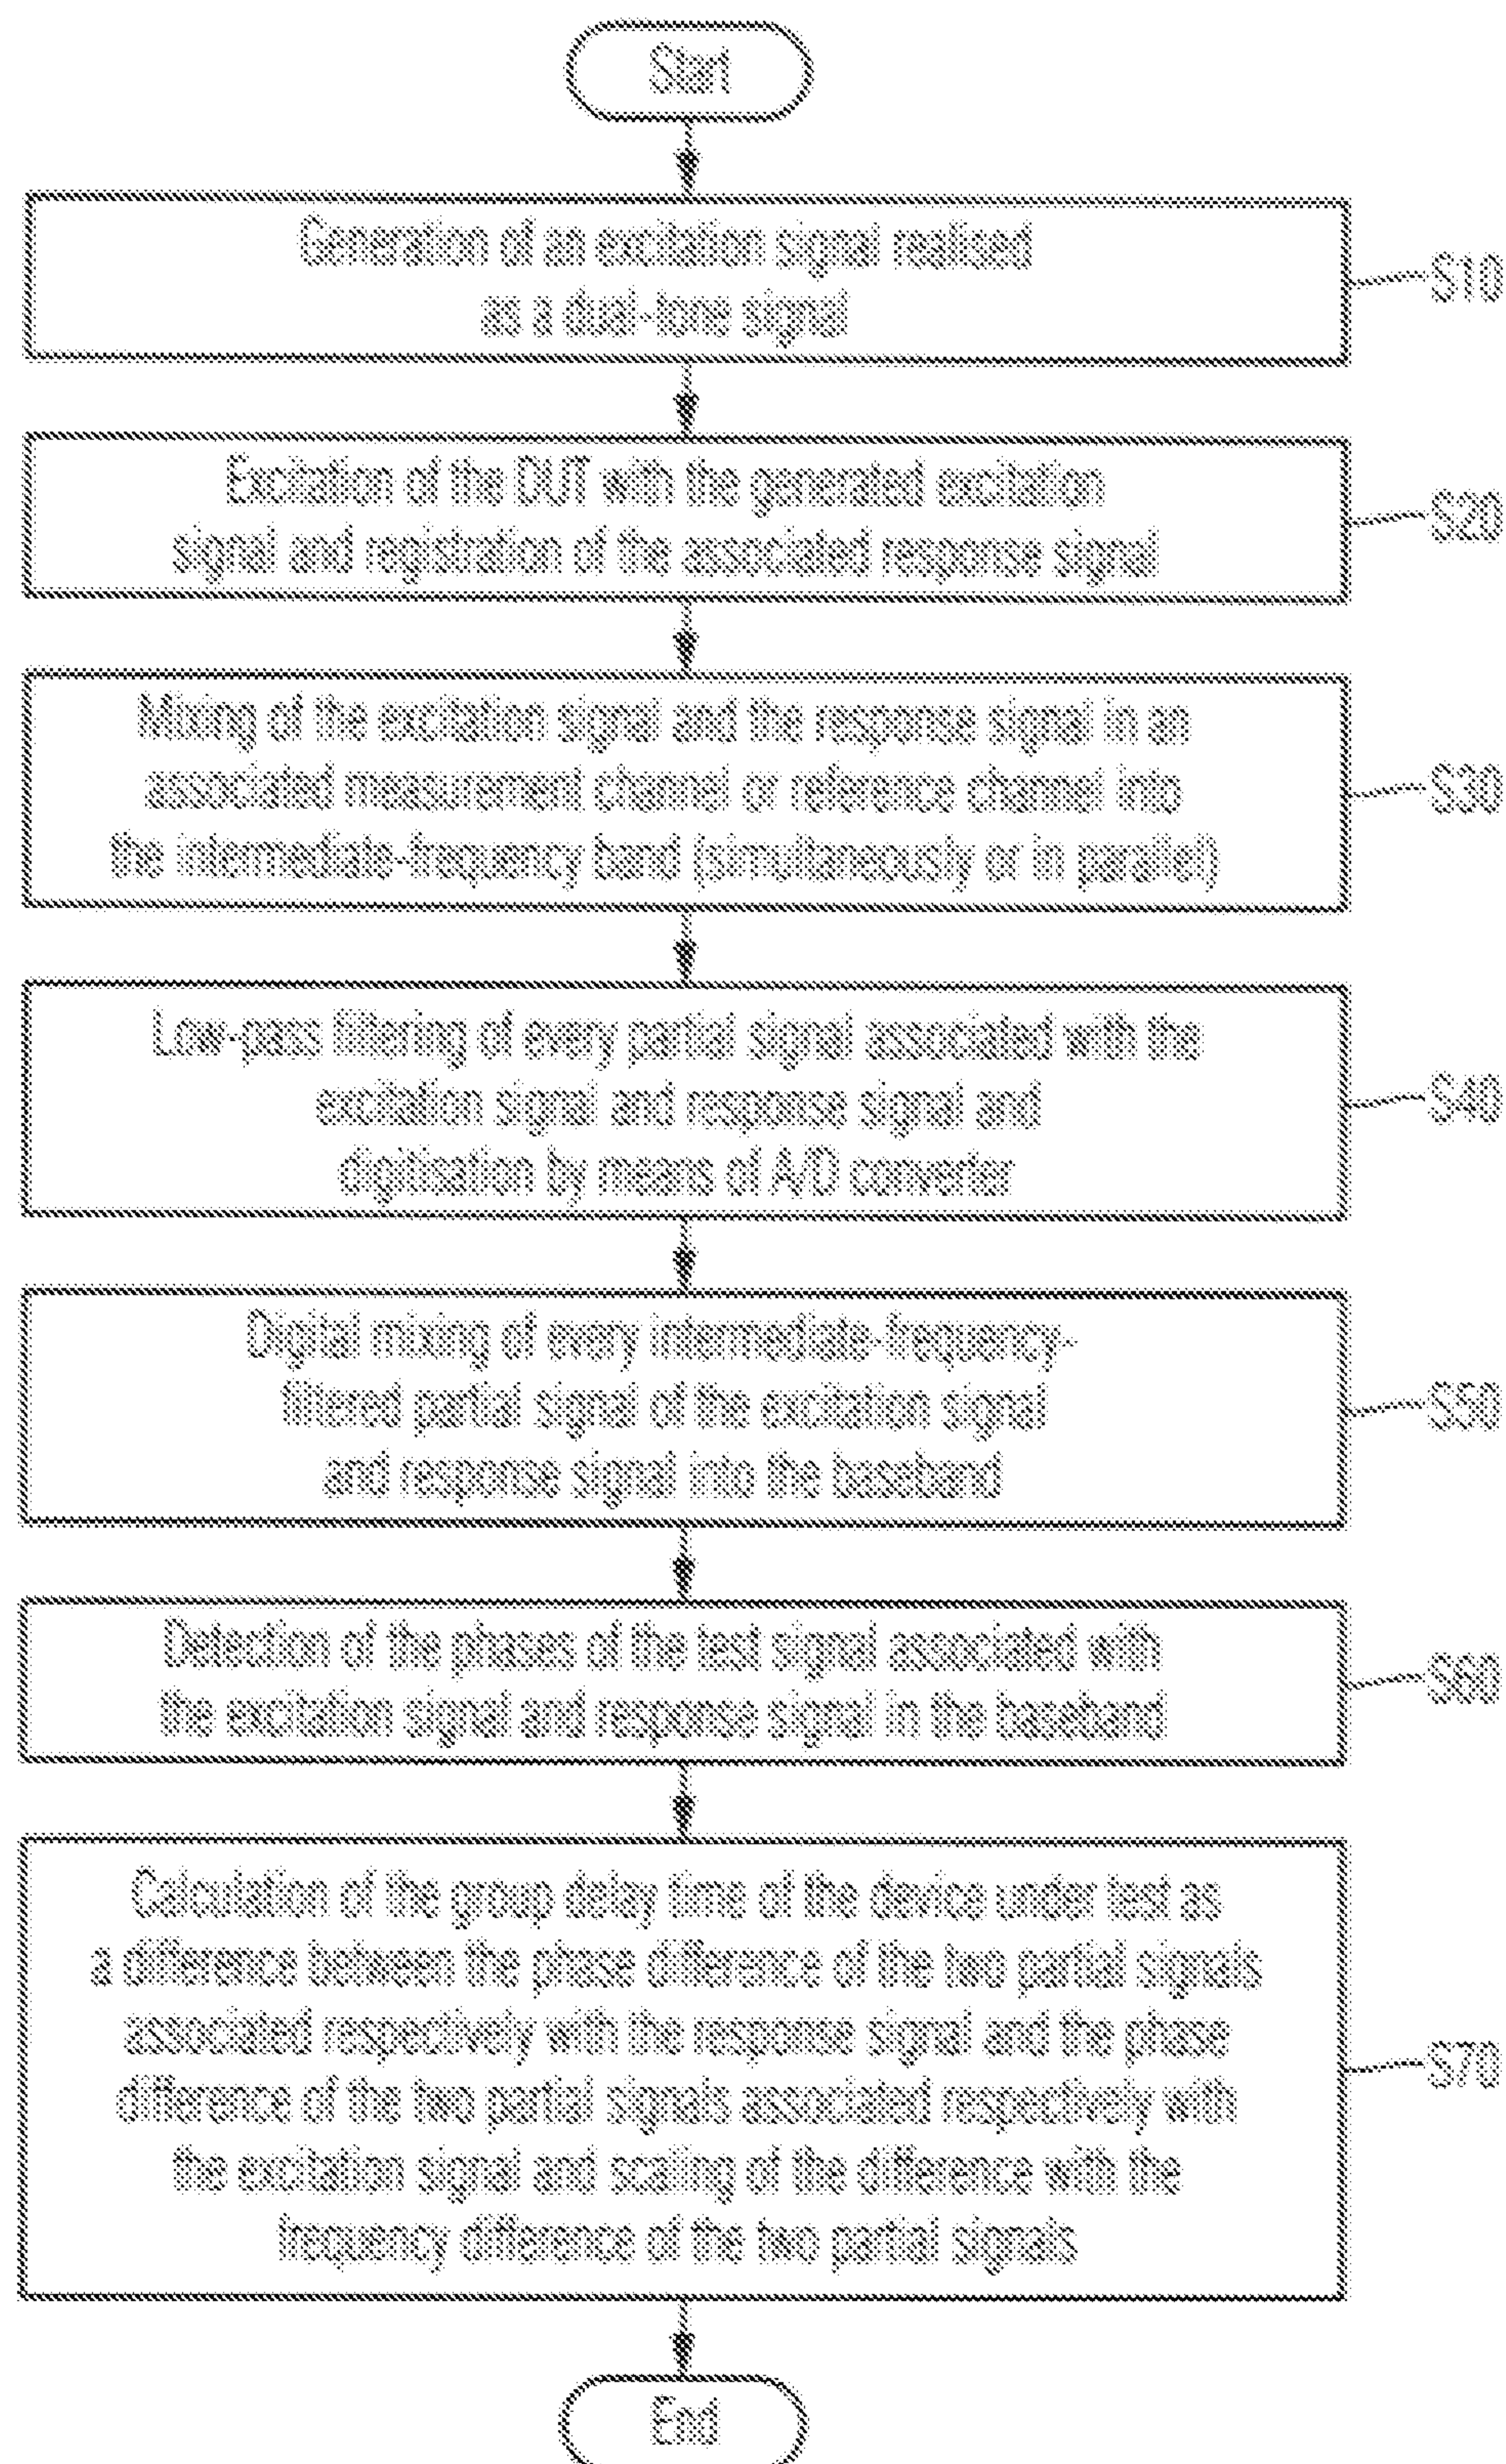 Start
Generation of an excitation signal realised
as a dual-tone signal
S10
Excitation of the DUT with the generated excitation
signal and registration of the associated response signal
S20
Mixing of the excitation signal and the response signal in an
associated measurement channel or reference channel into
the intermediate-frequency band (simultaneously or in parallel)
S30
Low-pass filtering of every partial signal associated with the
excitation signal and response signal and
digitisation by means of A/D converter
S40
Digital mixing of every intermediate-frequency-
filtered partial signal of the excitation signal
and response signal into the baseband
S50
Detection of the phases of the test signal associated with
the excitation signal and response signal in the baseband
S60
Calculation of the group delay time of the device under test as
a difference between the phase difference of the two partial signals
associated respectively with the response signal and the phase
difference of the two partial signals associated respectively with
the excitation signal and scaling of the difference with the
frequency difference of the two partial signals
S70
End